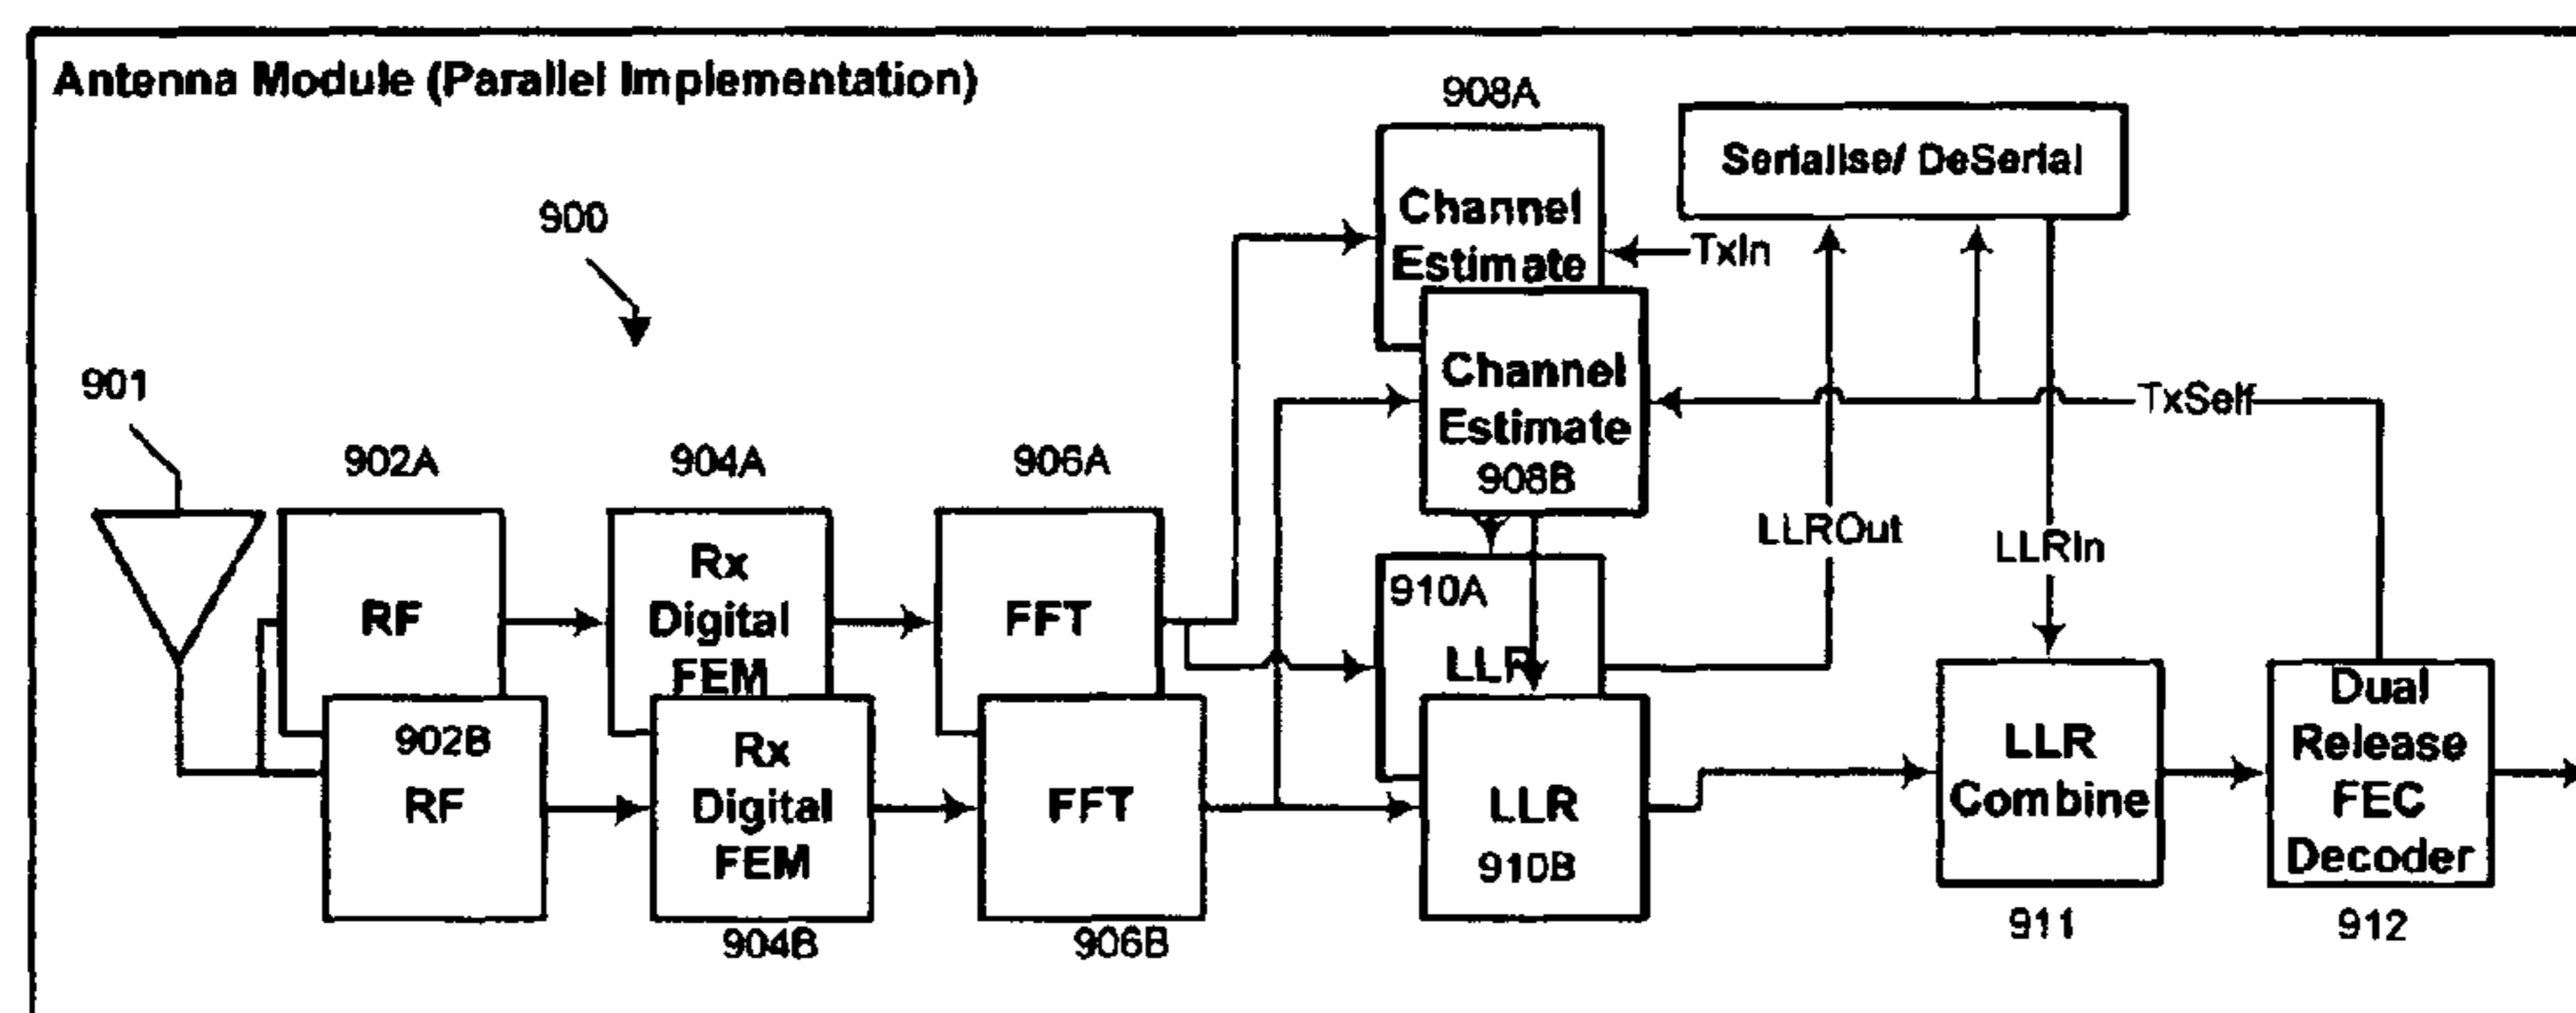 Antenna Module (Parallel Implementation)
908A
Serialise/ DeSerial
Channel
Estimate
TxIn
900
Channel
Estimate
908B
TxSelf
901
902A
904A
906A
LLROut
LLRIn
RF
Rx
Digital
FEM
FFT
910A
LLR
902B
RF
Rx
Digital
FEM
FFT
LLR
910B
LLR
Combine
Dual
Release
FEC
Decoder
904B
906B
911
912